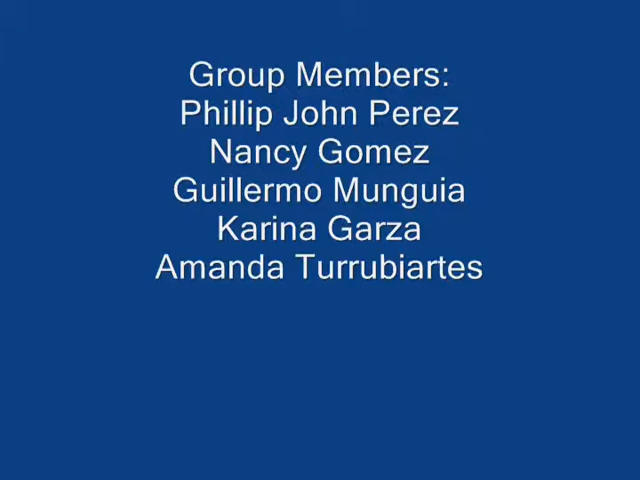 Group Members:
Phillip John Perez
Nancy Gomez
Guillermo Munguia
Karina Garza
Amanda Turrubiartes